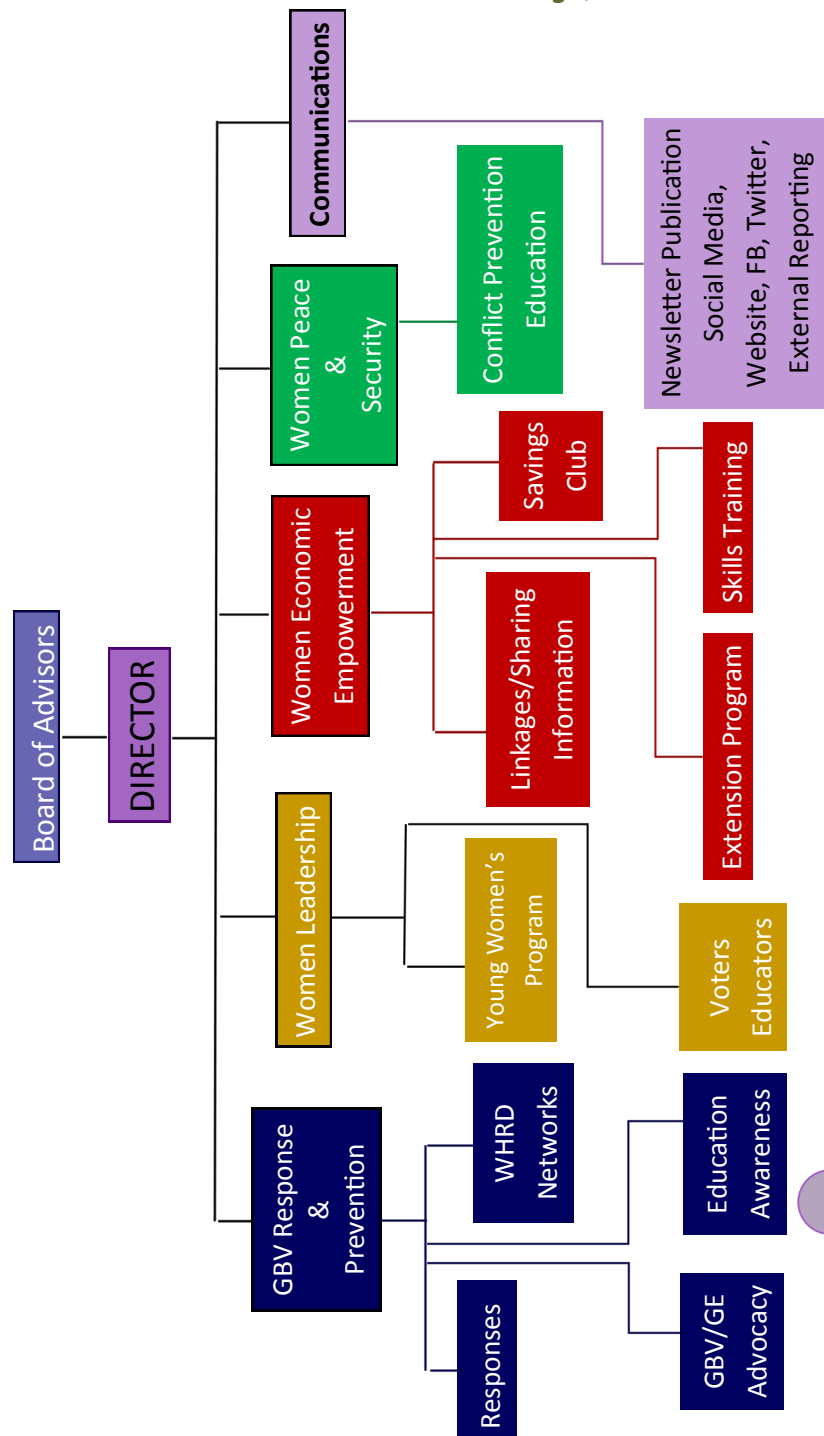 Board of Advisors
DIRECTOR
GBV Response
&
Prevention
Women Leadership
Women Economic
Empowerment
Women Peace
&
Security
Communications
Responses
WHRD
Networks
GBV/GE
Advocacy
Education
Awareness
Young Women’s
Program
Voters
Educators
Linkages/Sharing
Information
Savings
Club
Extension Program
Skills Training
Conflict Prevention
Education
Newsletter Publication
Social Media,
Website, FB, Twitter,
External Reporting